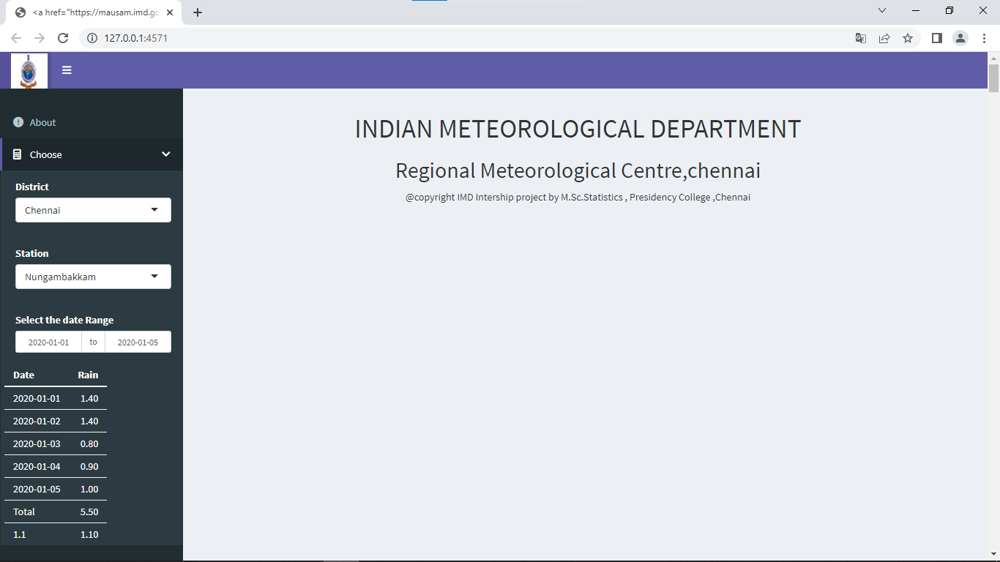 <a href="https://mausam.imd.go
127.0.0.1:4571
About
Choose
District
Chennai
Station
Nungambakkam
Select the date Range
2020-01-01 to 2020-01-05
Date Rain
2020-01-01 1.40
2020-01-02 1.40
2020-01-03 0.80
2020-01-04 0.90
2020-01-05 1.00
Total 5.50
1.1 1.10
INDIAN METEOROLOGICAL DEPARTMENT
Regional Meteorological Centre,chennai
@copyright IMD Intership project by M.Sc.Statistics , Presidency College ,Chennai